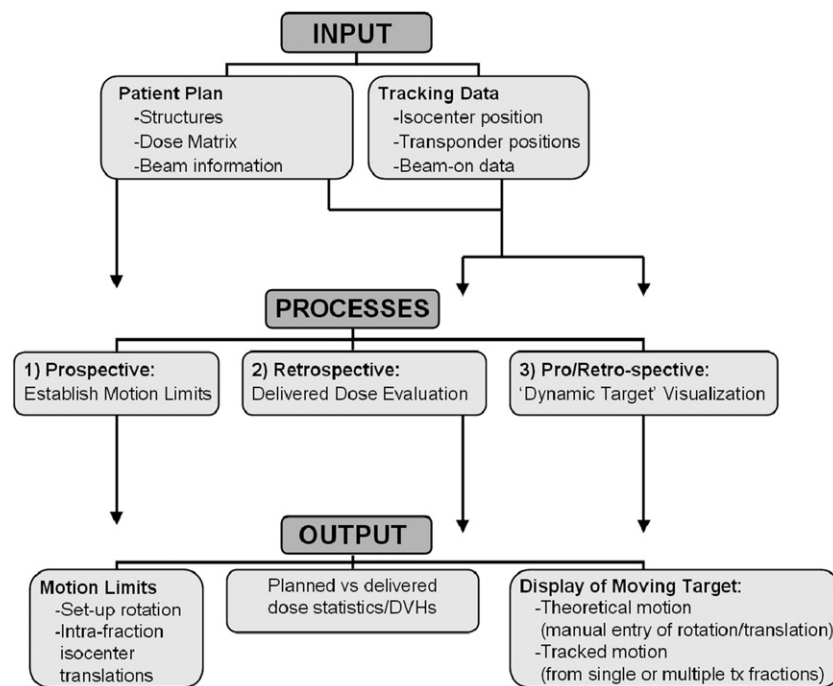 INPUT
Patient Plan
-Structures
-Dose Matrix
-Beam information
Tracking Data
-Isocenter position
-Transponder positions
-Beam-on data
PROCESSES
1) Prospective:
Establish Motion Limits
2) Retrospective:
Delivered Dose Evaluation
3) Pro/Retro-spective:
‘Dynamic Target’ Visualization
OUTPUT
Motion Limits
-Set-up rotation
-Intra-fraction
isocenter
translations
Planned vs delivered
dose statistics/DVHs
Display of Moving Target:
-Theoretical motion
(manual entry of rotation/translation)
-Tracked motion
(from single or multiple tx fractions)